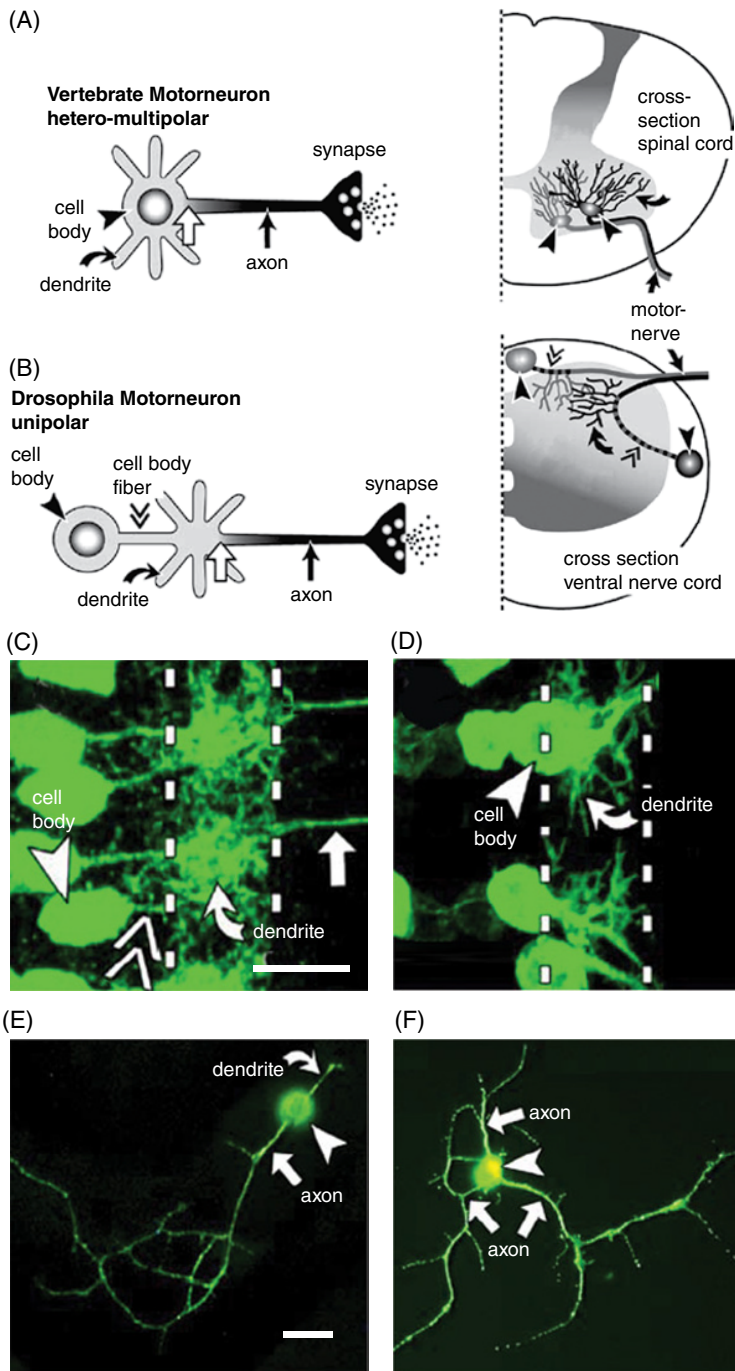 (A)
Vertebrate Motorneuron
hetero-multipolar
synapse
cell
body
dendrite
axon
cross-
section
spinal cord
motor-
nerve
(B)
Drosophila Motorneuron
unipolar
cell
body
cell body
fiber
synapse
dendrite
axon
cross section
ventral nerve cord
(C)
cell
body
dendrite
(D)
cell
body
dendrite
(E)
dendrite
axon
(F)
axon
axon